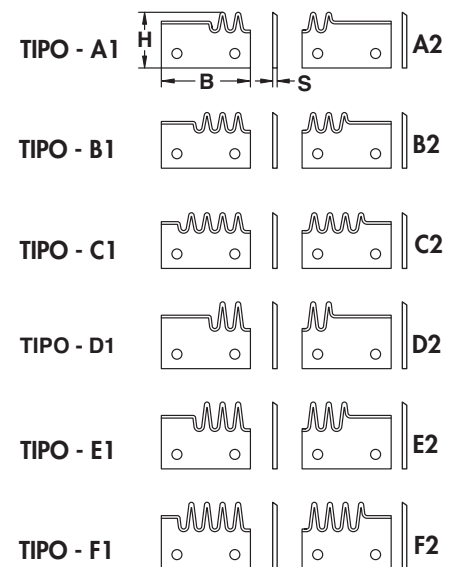 TIPO - A1 H B S A2
TIPO - B1 B2
TIPO - C1 C2
TIPO - D1 D2
TIPO - E1 E2
TIPO - F1 F2